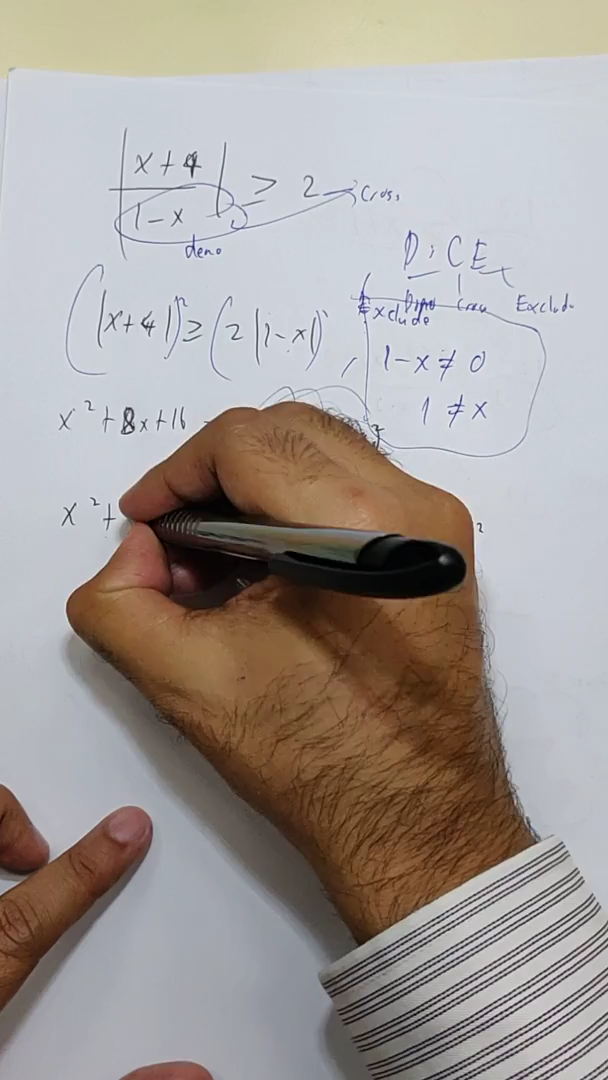 |x+4|
|1-x| ≥ 2 Cross
deno
DiCE
Cross Exclude
Exclude
(|x+4|)² ≥ (2|1-x|)² ,
1-x ≠ 0
1 ≠ x
x² + 8x + 16
x² +